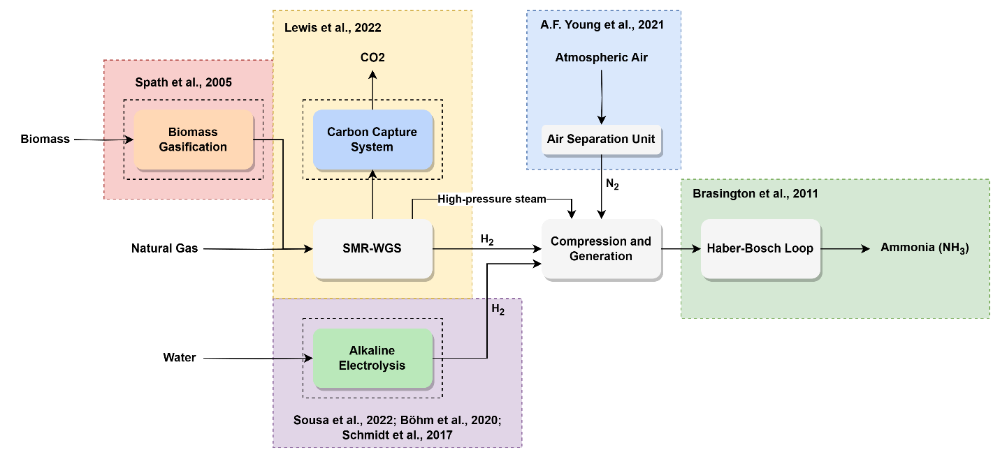 Lewis et al., 2022
A.F. Young et al., 2021
CO2
Atmospheric Air
Spath et al., 2005
Biomass
Biomass
Gasification
Carbon Capture
System
Air Separation Unit
N₂
High-pressure steam
Brasington et al., 2011
Natural Gas
SMR-WGS
H₂
Compression and
Generation
Haber-Bosch Loop
Ammonia (NH₃)
H₂
Water
Alkaline
Electrolysis
Sousa et al., 2022; Böhm et al., 2020;
Schmidt et al., 2017